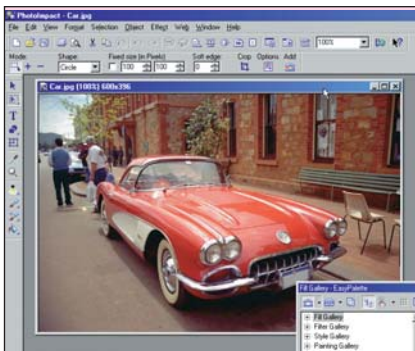 PhotoImpact - Car.jpg
File Edit View Format Selection Object Effect Web Window Help
100%
Mode: Shape: Fixed size (in Pixels): Soft edge: Crop Options Add
Circle 100 100 0
Car.jpg (100%) 600x396
Fill Gallery - EasyPalette
Fill Gallery
Filter Gallery
Style Gallery
Painting Gallery